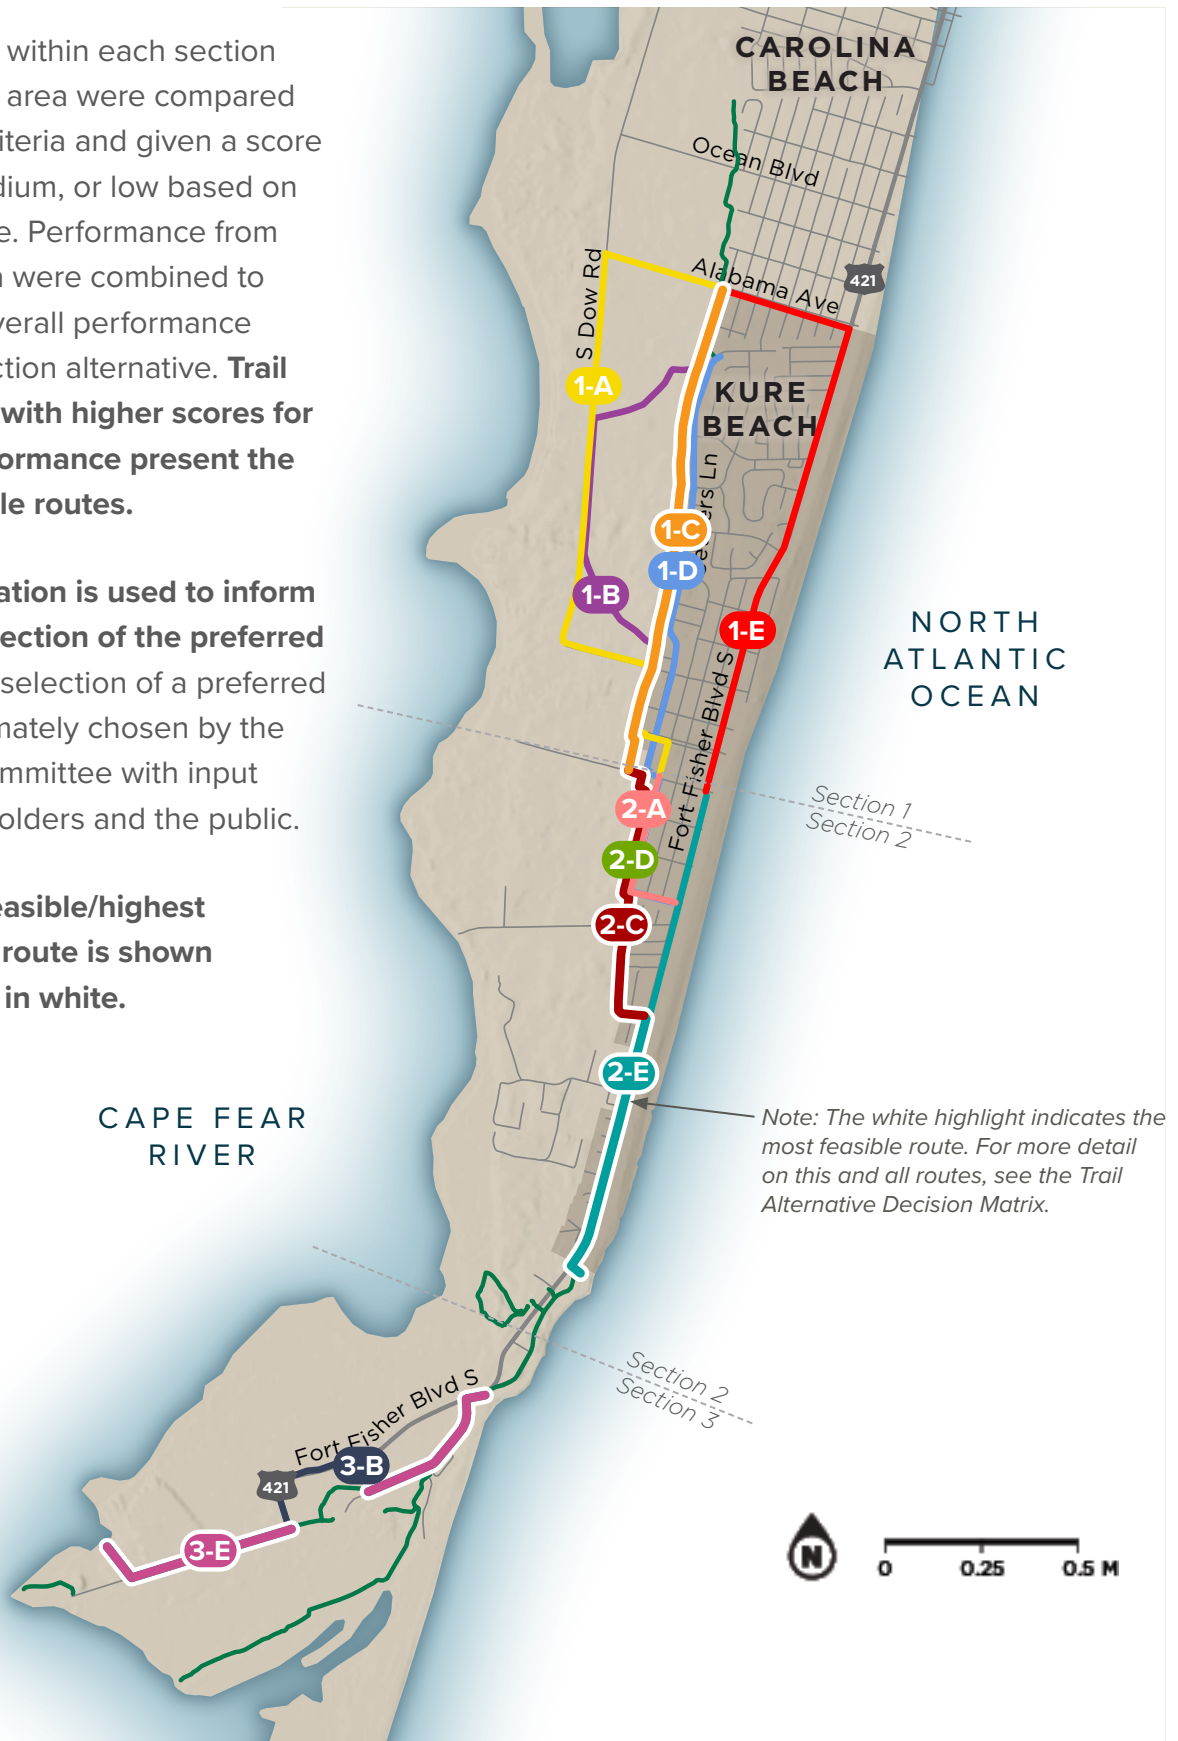 within each section
area were compared
iteria and given a score
dium, or low based on
e. Performance from
were combined to
verall performance
ction alternative. Trail
with higher scores for
ormance present the
le routes.
ation is used to inform
ection of the preferred
selection of a preferred
mately chosen by the
mmittee with input
olders and the public.
easible/highest
route is shown
in white.
CAROLINA
BEACH
Ocean Blvd
S Dow Rd
Alabama Ave
421
1-A
KURE
BEACH
ers Ln
1-C
1-D
1-B
1-E
NORTH
ATLANTIC
OCEAN
Fort Fisher Blvd S
Section 1
Section 2
2-A
2-D
2-C
2-E
CAPE FEAR
RIVER
Note: The white highlight indicates the
most feasible route. For more detail
on this and all routes, see the Trail
Alternative Decision Matrix.
Section 2
Section 3
Fort Fisher Blvd S
3-B
421
3-E
N
0 0.25 0.5 M